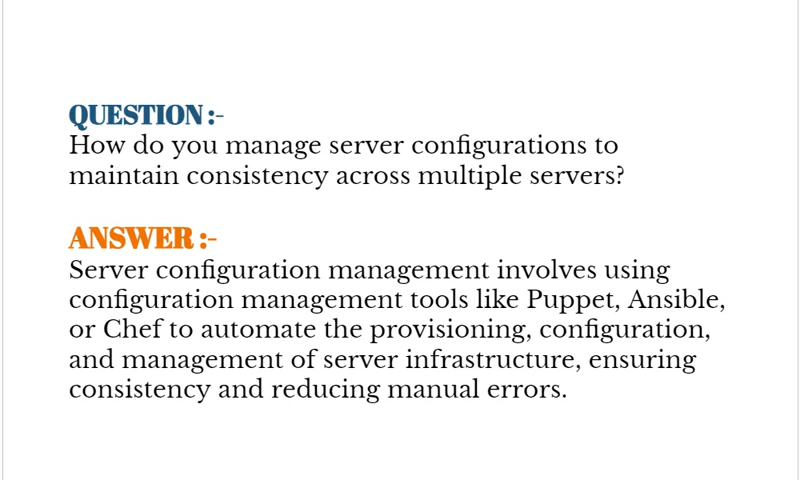 QUESTION :-
How do you manage server configurations to
maintain consistency across multiple servers?
ANSWER :-
Server configuration management involves using
configuration management tools like Puppet, Ansible,
or Chef to automate the provisioning, configuration,
and management of server infrastructure, ensuring
consistency and reducing manual errors.